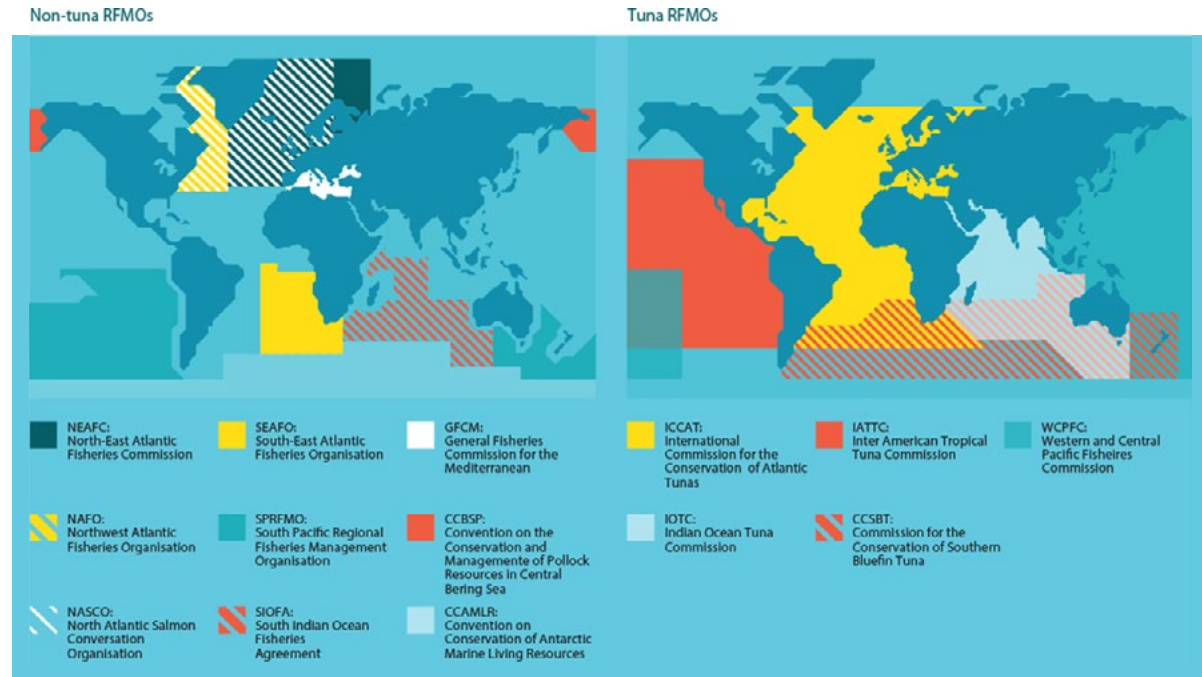 Non-tuna RFMOs
Tuna RFMOs
NEAFC:
North-East Atlantic
Fisheries Commission
SEAFO:
South-East Atlantic
Fisheries Organisation
GFCM:
General Fisheries
Commission for the
Mediterranean
NAFO:
Northwest Atlantic
Fisheries Organisation
SPRFMO:
South Pacific Regional
Fisheries Management
Organisation
CCBSP:
Convention on the
Conservation and
Managemente of Pollock
Resources in Central
Bering Sea
NASCO:
North Atlantic Salmon
Conversation
Organisation
SIOFA:
South Indian Ocean
Fisheries
Agreement
CCAMLR:
Convention on
Conservation of Antarctic
Marine Living Resources
ICCAT:
International
Commission for the
Conservation of Atlantic
Tunas
IATTC:
Inter American Tropical
Tuna Commission
WCPFC:
Western and Central
Pacific Fisheires
Commission
IOTC:
Indian Ocean Tuna
Commission
CCSBT:
Commission for the
Conservation of Southern
Bluefin Tuna